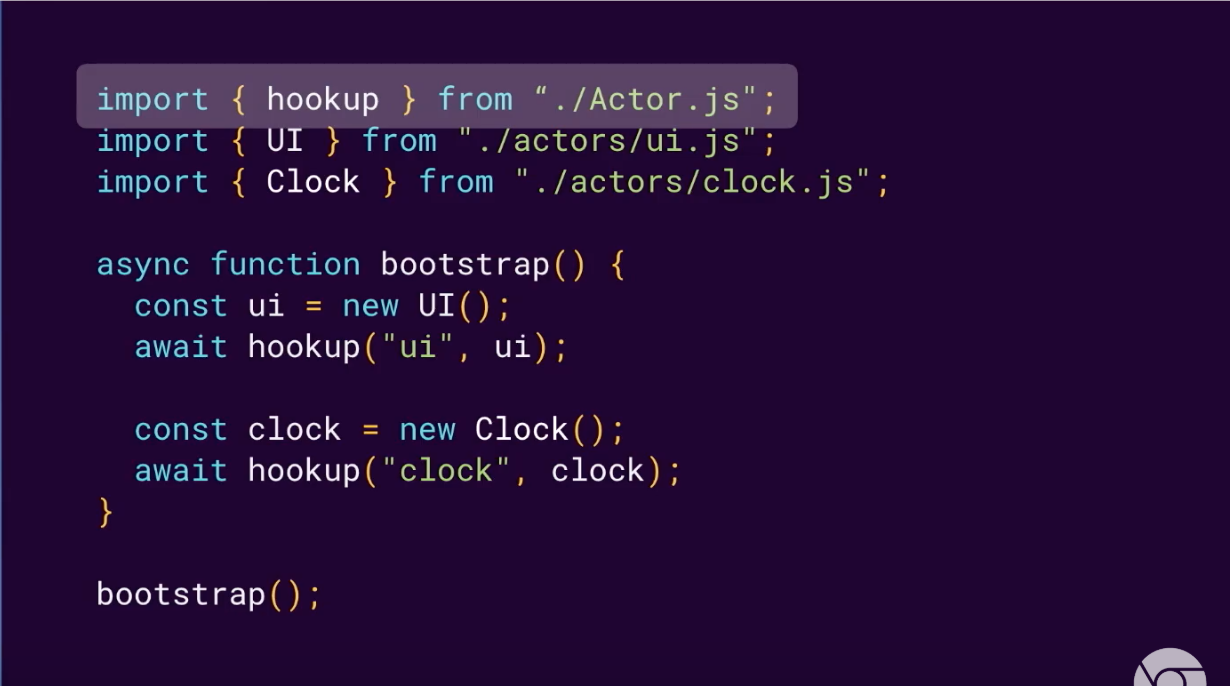 import { hookup } from “./Actor.js";
import { UI } from "./actors/ui.js";
import { Clock } from "./actors/clock.js";
async function bootstrap() {
  const ui = new UI();
  await hookup("ui", ui);
  const clock = new Clock();
  await hookup("clock", clock);
}
bootstrap();